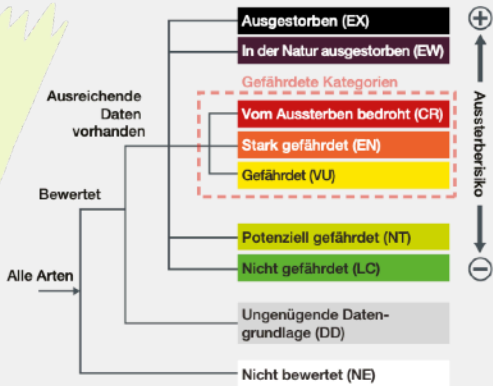 Ausgestorben (EX)
In der Natur ausgestorben (EW)
Gefährdete Kategorien
Ausreichende
Daten
vorhanden
Vom Aussterben bedroht (CR)
Stark gefährdet (EN)
Gefährdet (VU)
Aussterberisiko
Bewertet
Potenziell gefährdet (NT)
Nicht gefährdet (LC)
Alle Arten
Ungenügende Daten-
grundlage (DD)
Nicht bewertet (NE)